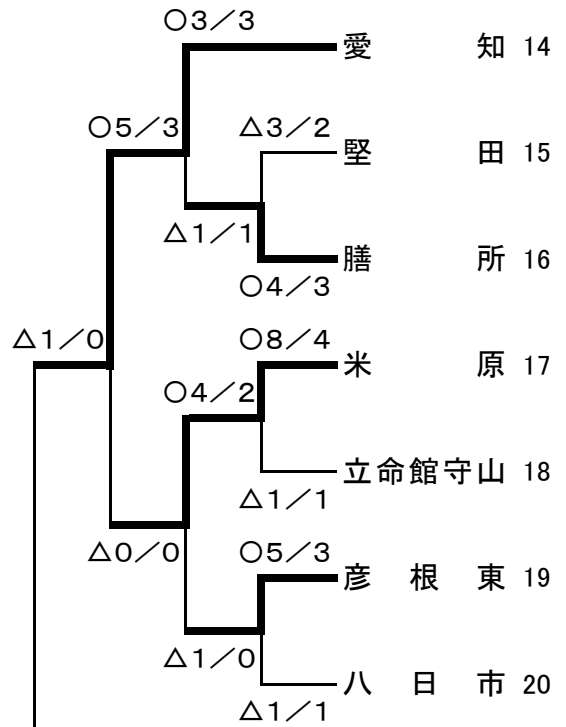 ○3／3
愛知 14
○5／3
△3／2
堅田 15
△1／1
膳所 16
○4／3
△1／0
○8／4
米原 17
○4／2
立命館守山 18
△1／1
△0／0
○5／3
彦根東 19
△1／0
八日市 20
△1／1